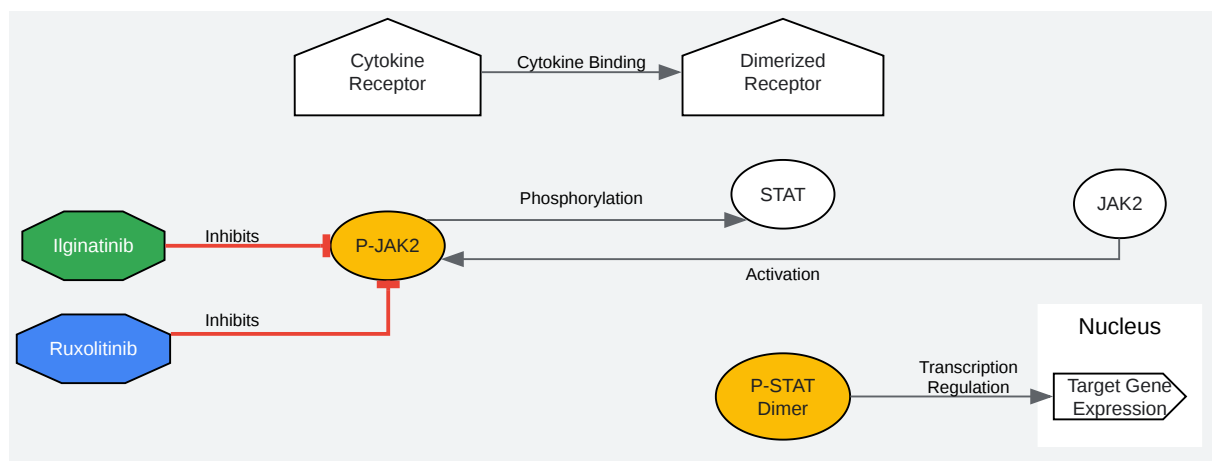 Cytokine
Receptor
Cytokine Binding
Dimerized
Receptor
Phosphorylation
STAT
JAK2
Ilginatinib
Inhibits
P-JAK2
Activation
Inhibits
Ruxolitinib
Nucleus
P-STAT
Dimer
Transcription
Regulation
Target Gene
Expression